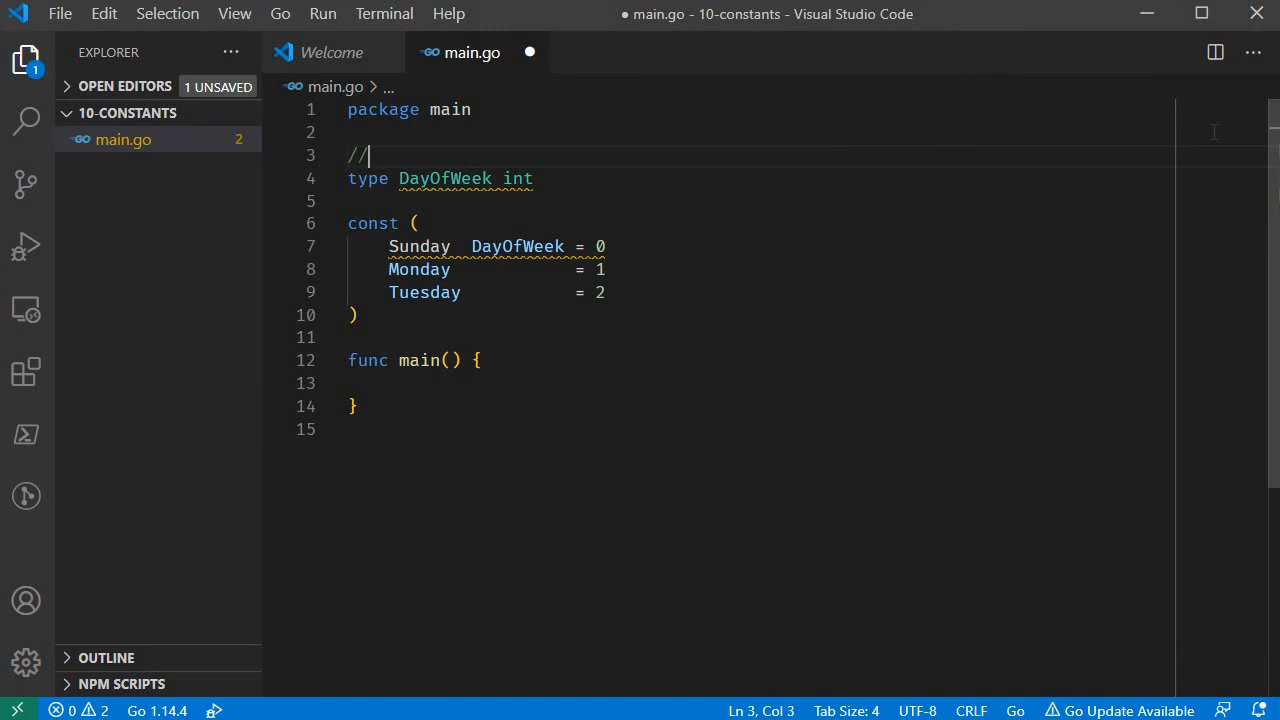 File Edit Selection View Go Run Terminal Help ● main.go - 10-constants - Visual Studio Code
EXPLORER ...
Welcome
GO main.go ●
OPEN EDITORS 1 UNSAVED
GO main.go > ...
10-CONSTANTS
GO main.go 2
1
1 package main
2
3 //
4 type DayOfWeek int
5
6 const (
7 Sunday DayOfWeek = 0
8 Monday = 1
9 Tuesday = 2
10 )
11
12 func main() {
13
14 }
15
OUTLINE
NPM SCRIPTS
0 2 Go 1.14.4 Ln 3, Col 3 Tab Size: 4 UTF-8 CRLF Go Go Update Available